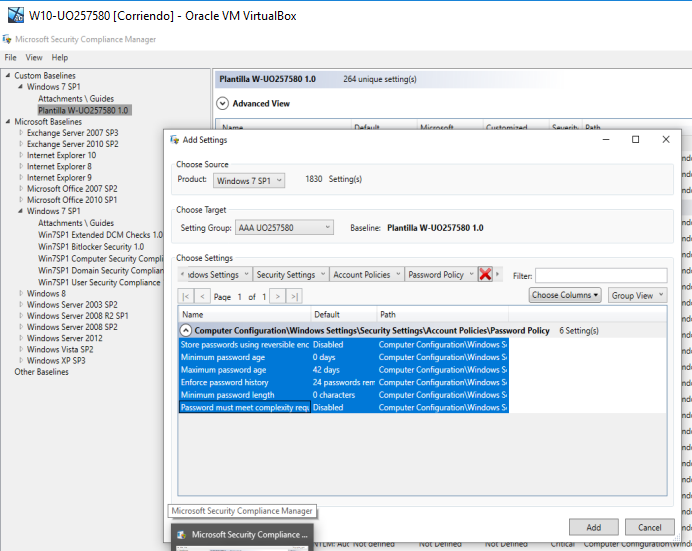 W10-UO257580 [Corriendo] - Oracle VM VirtualBox
Microsoft Security Compliance Manager
File View Help
Custom Baselines
Windows 7 SP1
Attachments \ Guides
Plantilla W-UO257580 1.0
Microsoft Baselines
Exchange Server 2007 SP3
Exchange Server 2010 SP2
Internet Explorer 10
Internet Explorer 8
Internet Explorer 9
Microsoft Office 2007 SP2
Microsoft Office 2010 SP1
Windows 7 SP1
Attachments \ Guides
Win7SP1 Extended DCM Checks 1.0
Win7SP1 Bitlocker Security 1.0
Win7SP1 Computer Security Compli
Win7SP1 Domain Security Complian
Win7SP1 User Security Compliance
Windows 8
Windows Server 2003 SP2
Windows Server 2008 R2 SP1
Windows Server 2008 SP2
Windows Server 2012
Windows Vista SP2
Windows XP SP3
Other Baselines
Plantilla W-UO257580 1.0 264 unique setting(s)
Advanced View
Name Default Microsoft Customized Severity Path
Add Settings
Choose Source
Product: Windows 7 SP1 1830 Setting(s)
Choose Target
Setting Group: AAA UO257580 Baseline: Plantilla W-UO257580 1.0
Choose Settings
dows Settings Security Settings Account Policies Password Policy Filter:
Page 1 of 1 Choose Columns Group View
Name Default Path
Computer Configuration\Windows Settings\Security Settings\Account Policies\Password Policy 6 Setting(s)
Store passwords using reversible enc Disabled Computer Configuration\Windows S
Minimum password age 0 days Computer Configuration\Windows S
Maximum password age 42 days Computer Configuration\Windows S
Enforce password history 24 passwords rem Computer Configuration\Windows S
Minimum password length 0 characters Computer Configuration\Windows S
Password must meet complexity requ Disabled Computer Configuration\Windows S
Microsoft Security Compliance Manager
Add Cancel
Microsoft Security Compliance ...
NTLM: Aut Not defined Not Defined Not Defined Critical Computer Configuration\Wind